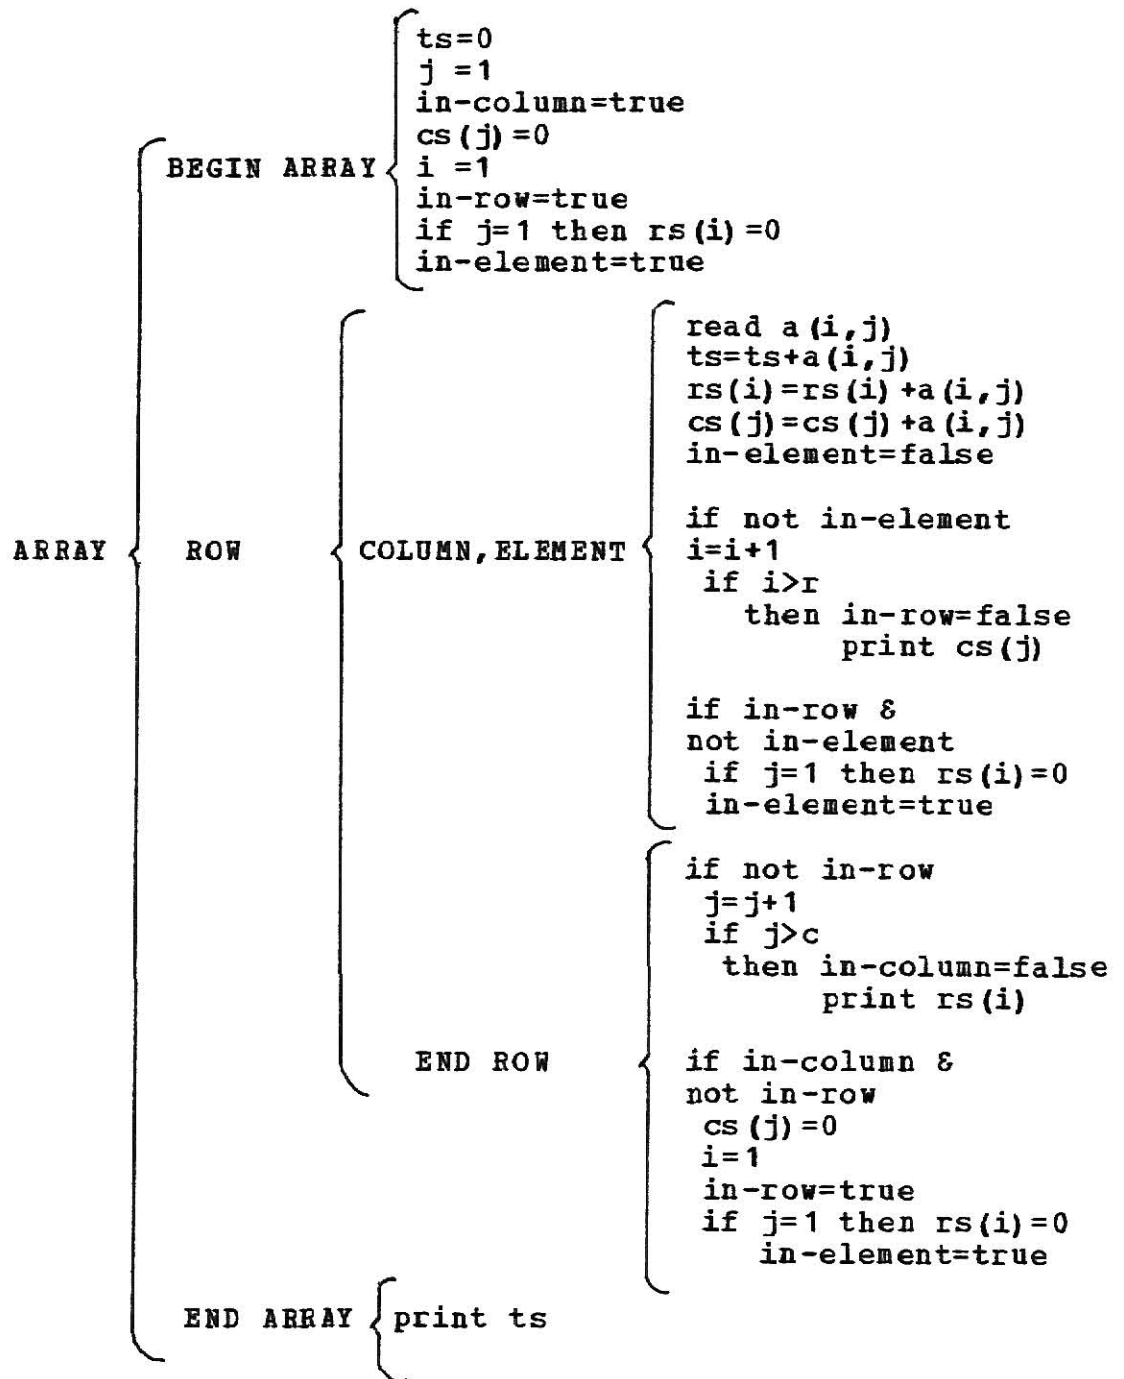 ts=0
j =1
in-column=true
cs(j)=0
BEGIN ARRAY
i =1
in-row=true
if j=1 then rs(i)=0
in-element=true
read a(i,j)
ts=ts+a(i,j)
rs(i)=rs(i)+a(i,j)
cs(j)=cs(j)+a(i,j)
in-element=false
if not in-element
ARRAY ROW COLUMN,ELEMENT i=i+1
if i>r
then in-row=false
print cs(j)
if in-row &
not in-element
if j=1 then rs(i)=0
in-element=true
if not in-row
j=j+1
if j>c
then in-column=false
print rs(i)
END ROW if in-column &
not in-row
cs(j)=0
i=1
in-row=true
if j=1 then rs(i)=0
in-element=true
END ARRAY print ts